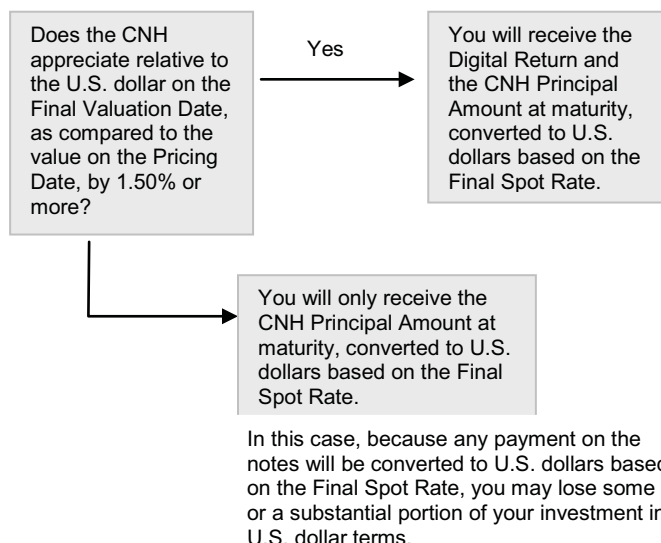 Does the CNH
appreciate relative to
the U.S. dollar on the
Final Valuation Date,
as compared to the
value on the Pricing
Date, by 1.50% or
more?
Yes
You will receive the
Digital Return and
the CNH Principal
Amount at maturity,
converted to U.S.
dollars based on the
Final Spot Rate.
You will only receive the
CNH Principal Amount at
maturity, converted to U.S.
dollars based on the Final
Spot Rate.
In this case, because any payment on the
notes will be converted to U.S. dollars based
on the Final Spot Rate, you may lose some
or a substantial portion of your investment in
U.S. dollar terms.